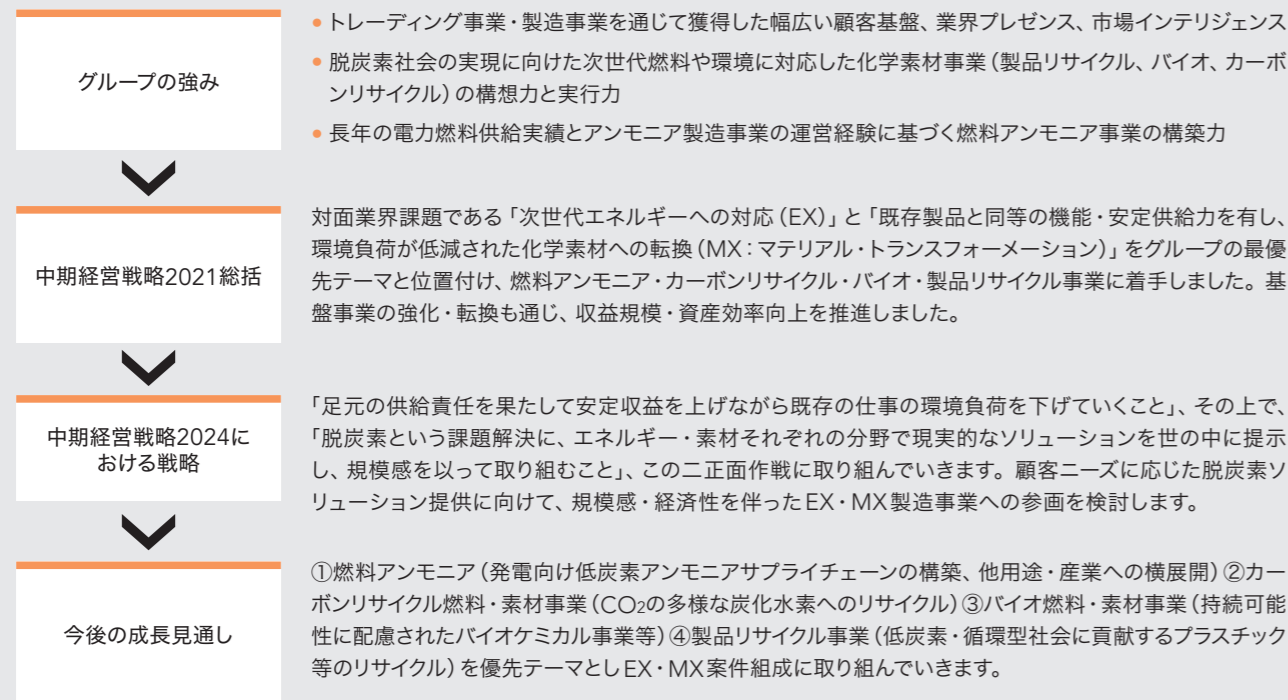 グループの強み
• トレーディング事業・製造事業を通じて獲得した幅広い顧客基盤、業界プレゼンス、市場インテリジェンス
• 脱炭素社会の実現に向けた次世代燃料や環境に対応した化学素材事業（製品リサイクル、バイオ、カーボ
ンリサイクル）の構想力と実行力
• 長年の電力燃料供給実績とアンモニア製造事業の運営経験に基づく燃料アンモニア事業の構築力
中期経営戦略2021総括
対面業界課題である「次世代エネルギーへの対応（EX）」と「既存製品と同等の機能・安定供給力を有し、
環境負荷が低減された化学素材への転換（MX：マテリアル・トランスフォーメーション）」をグループの最優
先テーマと位置付け、燃料アンモニア・カーボンリサイクル・バイオ・製品リサイクル事業に着手しました。基
盤事業の強化・転換も通じ、収益規模・資産効率向上を推進しました。
中期経営戦略2024に
おける戦略
「足元の供給責任を果たして安定収益を上げながら既存の仕事の環境負荷を下げていくこと」、その上で、
「脱炭素という課題解決に、エネルギー・素材それぞれの分野で現実的なソリューションを世の中に提示
し、規模感を以って取り組むこと」、この二正面作戦に取り組んでいきます。顧客ニーズに応じた脱炭素ソ
リューション提供に向けて、規模感・経済性を伴ったEX・MX製造事業への参画を検討します。
今後の成長見通し
①燃料アンモニア（発電向け低炭素アンモニアサプライチェーンの構築、他用途・産業への横展開）②カー
ボンリサイクル燃料・素材事業（CO₂の多様な炭化水素へのリサイクル）③バイオ燃料・素材事業（持続可能
性に配慮されたバイオケミカル事業等）④製品リサイクル事業（低炭素・循環型社会に貢献するプラスチック
等のリサイクル）を優先テーマとしEX・MX案件組成に取り組んでいきます。